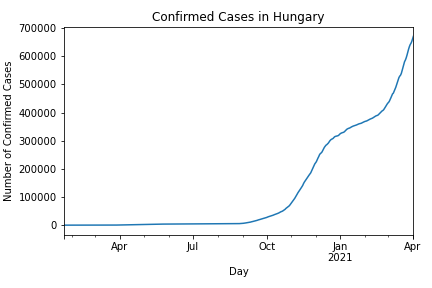 Confirmed Cases in Hungary
700000
600000
500000
400000
300000
200000
100000
0
Number of Confirmed Cases
Apr
Jul
Oct
Jan
2021
Apr
Day